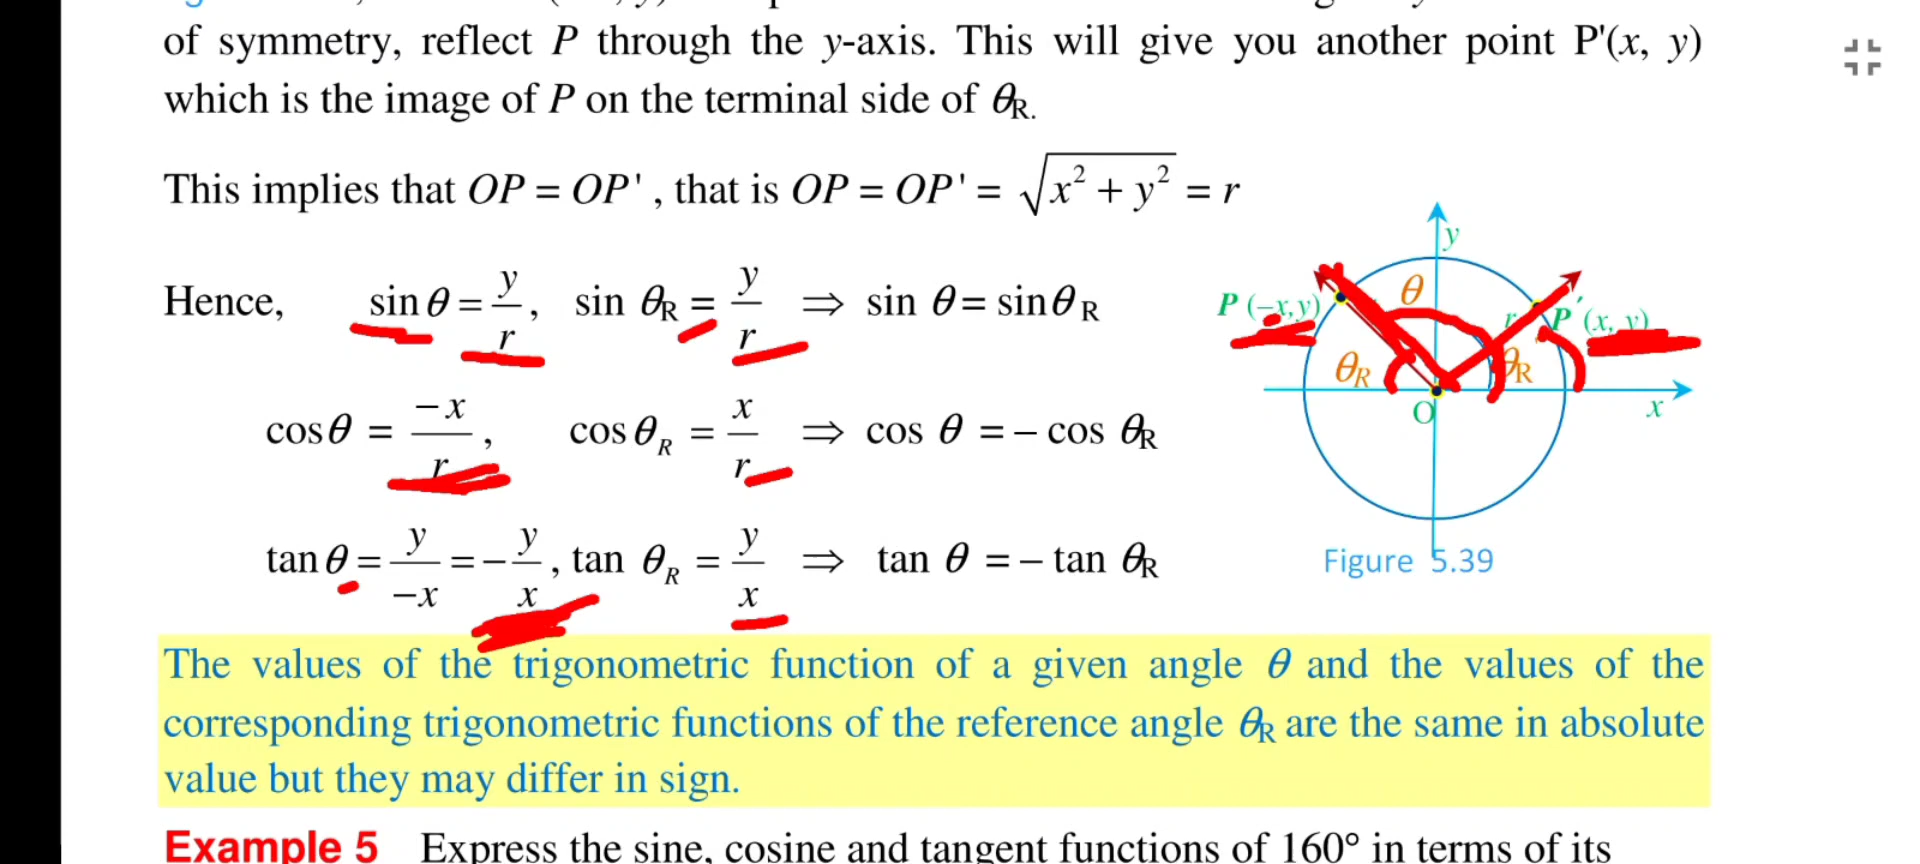 of symmetry, reflect P through the y-axis. This will give you another point P'(x, y)
which is the image of P on the terminal side of θR.
This implies that OP = OP' , that is OP = OP' = √x² + y² = r
Hence, sin θ = y/r, sin θR = y/r ⇒ sin θ = sin θR
cos θ = −x/r, cos θR = x/r ⇒ cos θ = − cos θR
tan θ = y/−x = − y/x, tan θR = y/x ⇒ tan θ = − tan θR
y
θ
P (−x, y)
r
P' (x, y)
θR
θR
O
x
Figure 5.39
The values of the trigonometric function of a given angle θ and the values of the
corresponding trigonometric functions of the reference angle θR are the same in absolute
value but they may differ in sign.
Example 5 Express the sine, cosine and tangent functions of 160° in terms of its